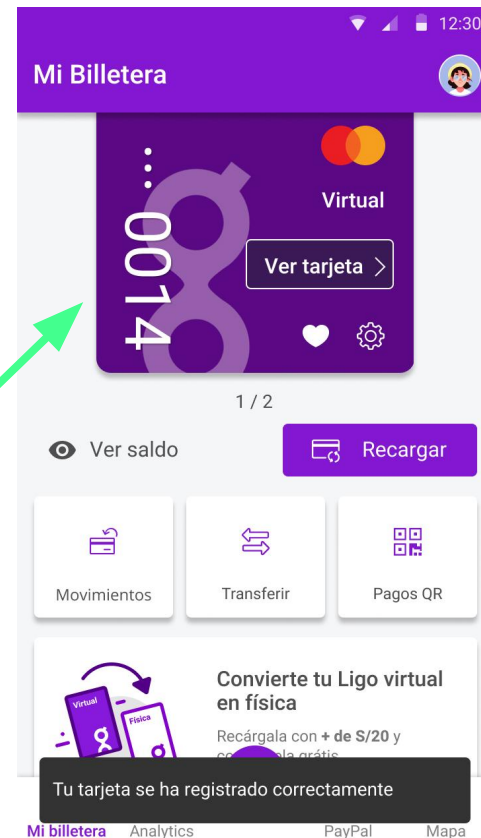 12:30
Mi Billetera
Virtual
... 0014
Ver tarjeta >
1 / 2
Ver saldo
Recargar
Movimientos
Transferir
Pagos QR
Virtual
Física
Convierte tu Ligo virtual
en física
Recárgala con + de S/20 y
gratis
Tu tarjeta se ha registrado correctamente
Mi billetera
Analytics
PayPal
Mapa